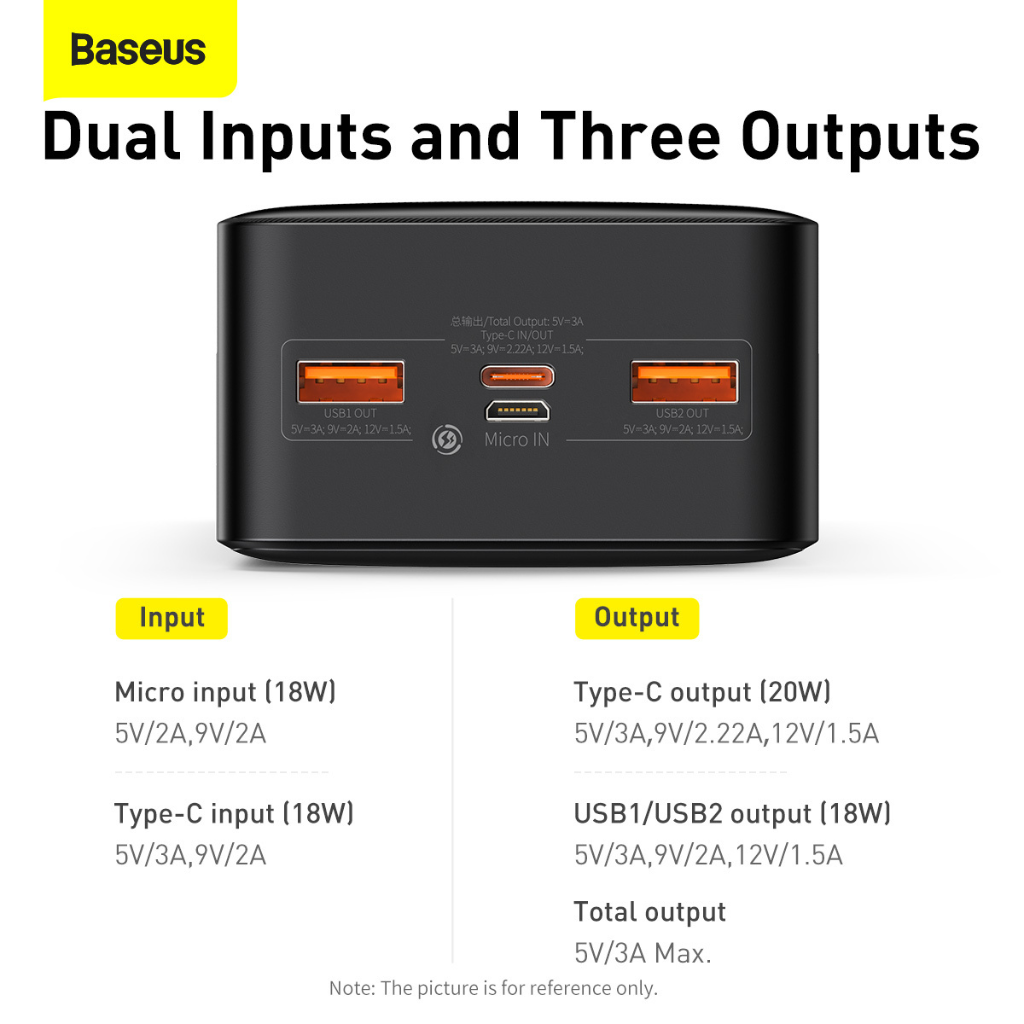 Baseus
Dual Inputs and Three Outputs
总输出/Total Output: 5V=3A
Type-C IN/OUT
5V=3A; 9V=2.22A; 12V=1.5A;
USB1 OUT
5V=3A; 9V=2A; 12V=1.5A;
USB2 OUT
5V=3A; 9V=2A; 12V=1.5A;
Micro IN
Input
Micro input (18W)
5V/2A,9V/2A
Type-C input (18W)
5V/3A,9V/2A
Output
Type-C output (20W)
5V/3A,9V/2.22A,12V/1.5A
USB1/USB2 output (18W)
5V/3A,9V/2A,12V/1.5A
Total output
5V/3A Max.
Note: The picture is for reference only.